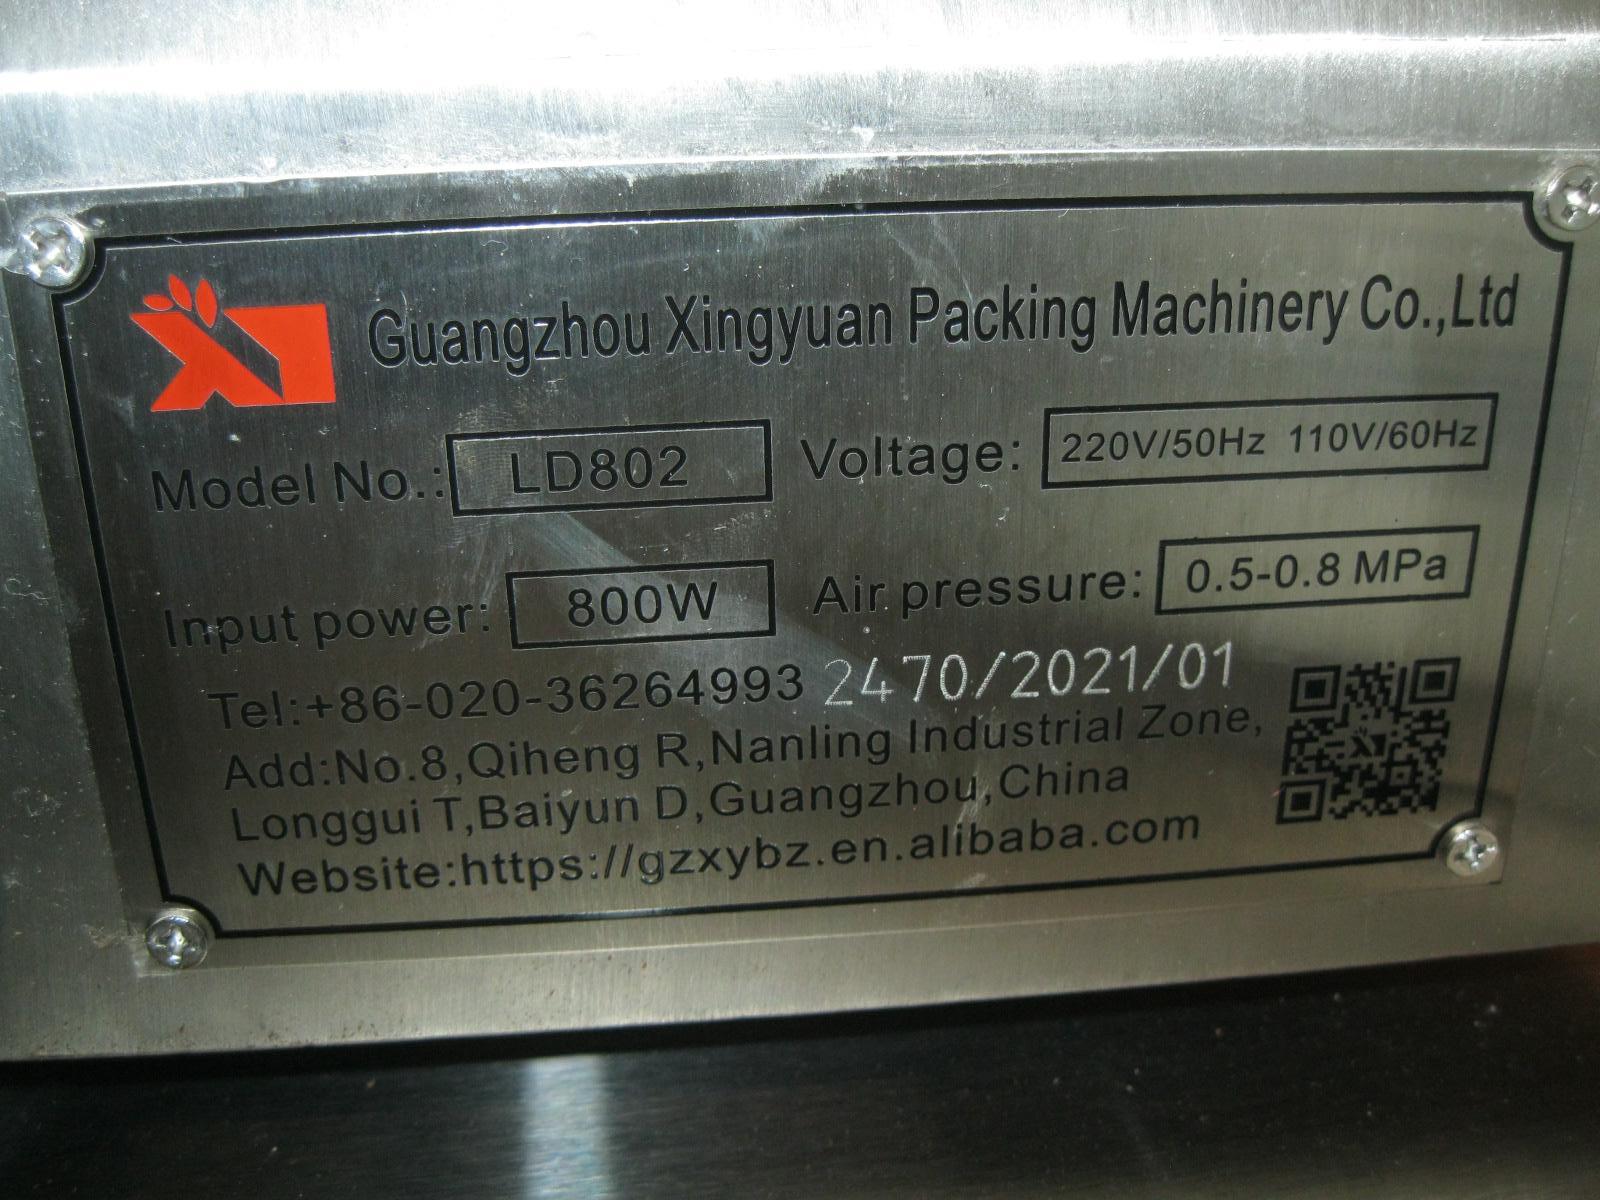 Guangzhou Xingyuan Packing Machinery Co.,Ltd
Model No.: LD802 Voltage: 220V/50Hz 110V/60Hz
Input power: 800W Air pressure: 0.5-0.8 MPa
Tel:+86-020-36264993 2470/2021/01
Add:No.8,Qiheng R,Nanling Industrial Zone,
Longgui T,Baiyun D,Guangzhou,China
Website:https://gzxybz.en.alibaba.com